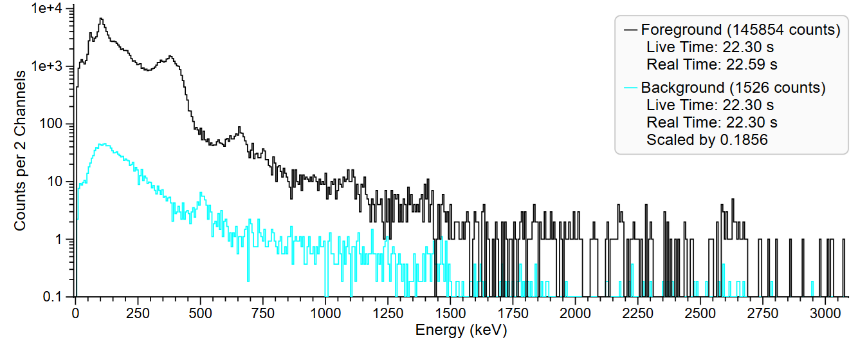 1e+4
1e+3
100
10
1
0.1
Counts per 2 Channels
Foreground (145854 counts)
Live Time: 22.30 s
Real Time: 22.59 s
Background (1526 counts)
Live Time: 22.30 s
Real Time: 22.30 s
Scaled by 0.1856
0 250 500 750 1000 1250 1500 1750 2000 2250 2500 2750 3000
Energy (keV)